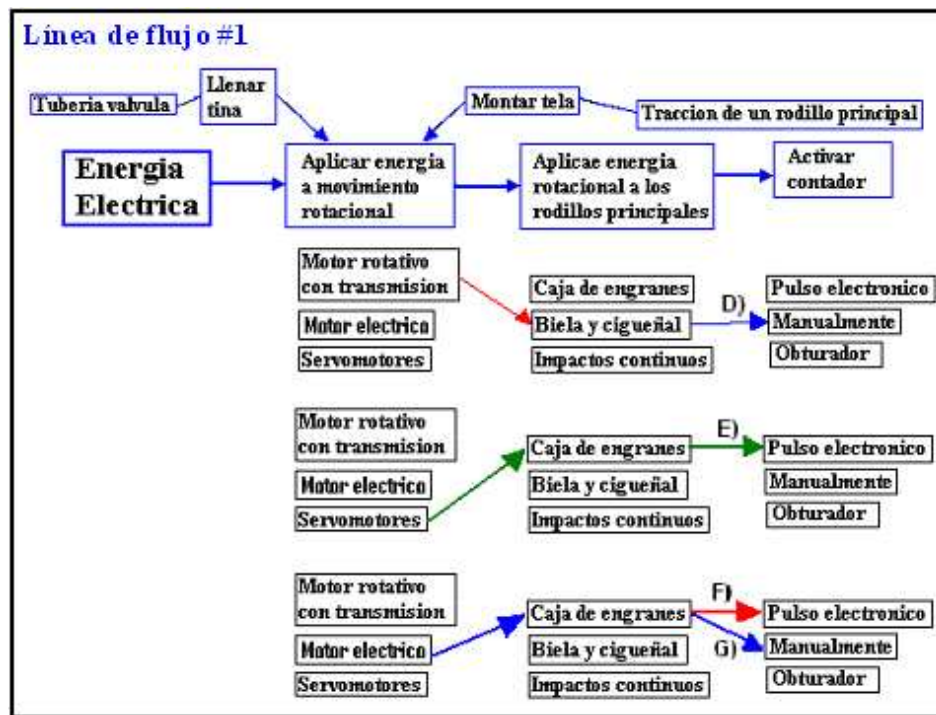 Línea de flujo #1
Llenar
tina
Tuberia valvula
Montar tela
Traccion de un rodillo principal
Energia
Electrica
Aplicar energia
a movimiento
rotacional
Aplicae energia
rotacional a los
rodillos principales
Activar
contador
Motor rotativo
con transmision
Motor electrico
Servomotores
Caja de engranes
Biela y cigueñal
Impactos continuos
D)
Pulso electronico
Manualmente
Obturador
Motor rotativo
con transmision
Motor electrico
Servomotores
Caja de engranes
Biela y cigueñal
Impactos continuos
E)
Pulso electronico
Manualmente
Obturador
Motor rotativo
con transmision
Motor electrico
Servomotores
Caja de engranes
Biela y cigueñal
Impactos continuos
F)
G)
Pulso electronico
Manualmente
Obturador